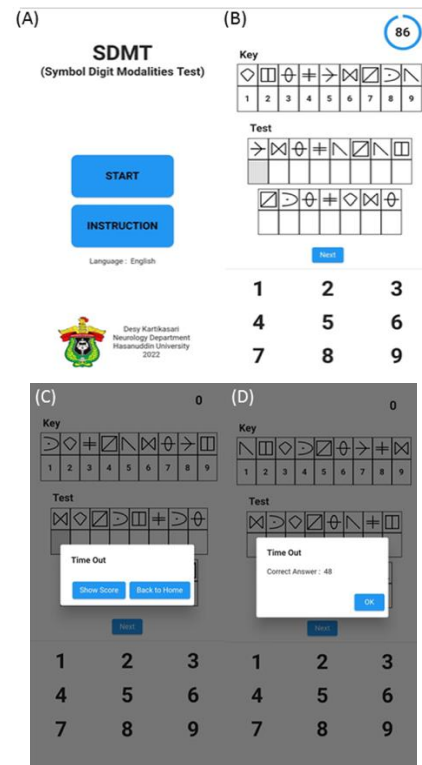 (A)
SDMT
(Symbol Digit Modalities Test)
START
INSTRUCTION
Language : English
Desy Kartikasari
Neurology Department
Hasanuddin University
2022
(B)
86
Key
1 2 3 4 5 6 7 8 9
Test
Next
1 2 3
4 5 6
7 8 9
(C)
0
Key
1 2 3 4 5 6 7 8 9
Test
Time Out
Show Score Back to Home
Next
1 2 3
4 5 6
7 8 9
(D)
0
Key
1 2 3 4 5 6 7 8 9
Test
Time Out
Correct Answer : 48
OK
Next
1 2 3
4 5 6
7 8 9